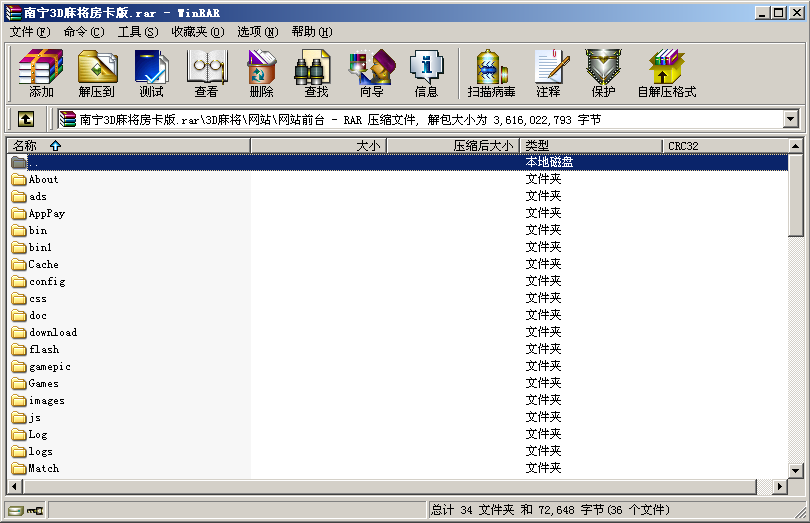 南宁3D麻将房卡版.rar - WinRAR
文件(F) 命令(C) 工具(S) 收藏夹(O) 选项(N) 帮助(H)
添加 解压到 测试 查看 删除 查找 向导 信息 扫描病毒 注释 保护 自解压格式
南宁3D麻将房卡版.rar\3D麻将\网站\网站前台 - RAR 压缩文件, 解包大小为 3,616,022,793 字节
名称 大小 压缩后大小 类型 CRC32
.. 本地磁盘
About 文件夹
ads 文件夹
AppPay 文件夹
bin 文件夹
bin1 文件夹
Cache 文件夹
config 文件夹
css 文件夹
doc 文件夹
download 文件夹
flash 文件夹
gamepic 文件夹
Games 文件夹
images 文件夹
js 文件夹
Log 文件夹
logs 文件夹
Match 文件夹
总计 34 文件夹 和 72,648 字节(36 个文件)